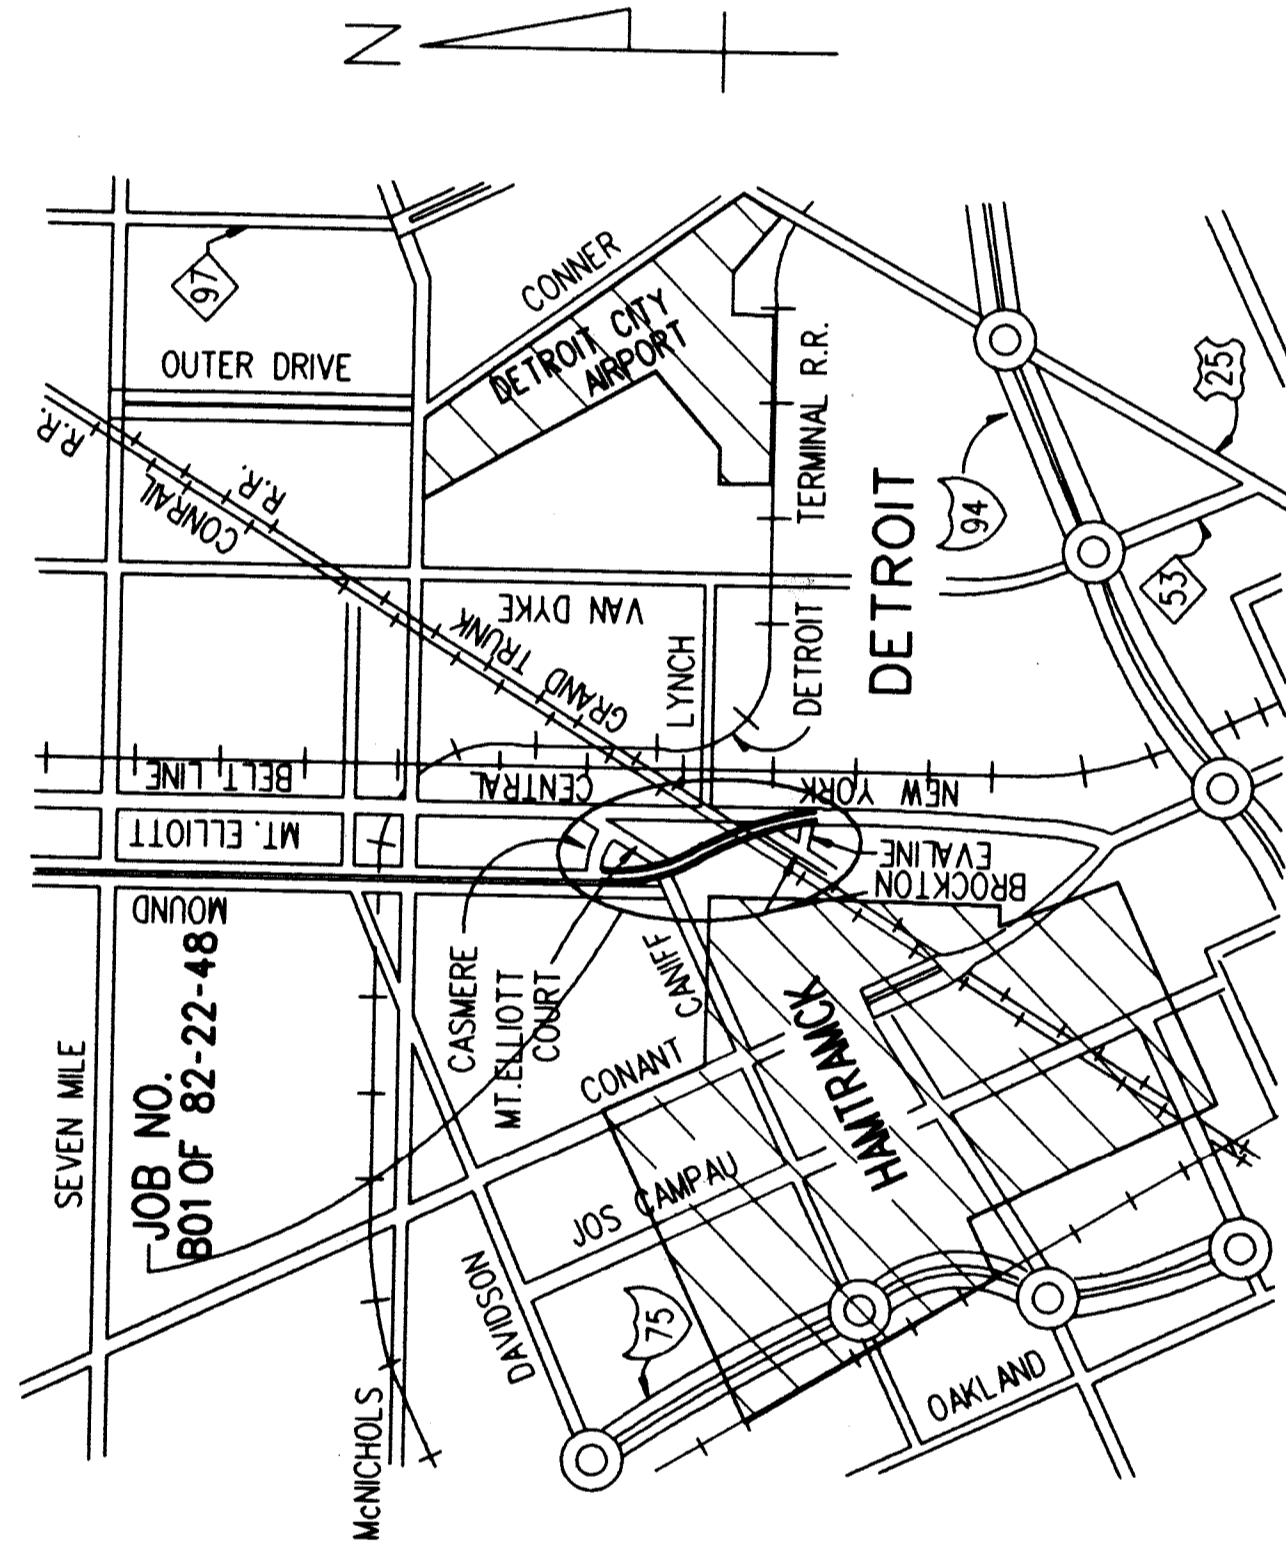 N
97
OUTER DRIVE
CONNER
DETROIT CITY
AIRPORT
TERMINAL R.R.
R.R.
CONRAIL
R.R.
25
94
53
DETROIT
VAN DYKE
GRAND TRUNK
LYNCH
DETROIT
BELT LINE
CENTRAL
NEW YORK
MT. ELLIOTT
EVALINE
BROCKTON
MOUND
JOB NO.
B01 OF 82-22-48
SEVEN MILE
CASMERE
MT.ELLIOTT
COURT
CANIFF
CONANT
HAMTRAMCK
JOS CAMPAU
DAVIDSON
75
McNICHOLS
OAKLAND